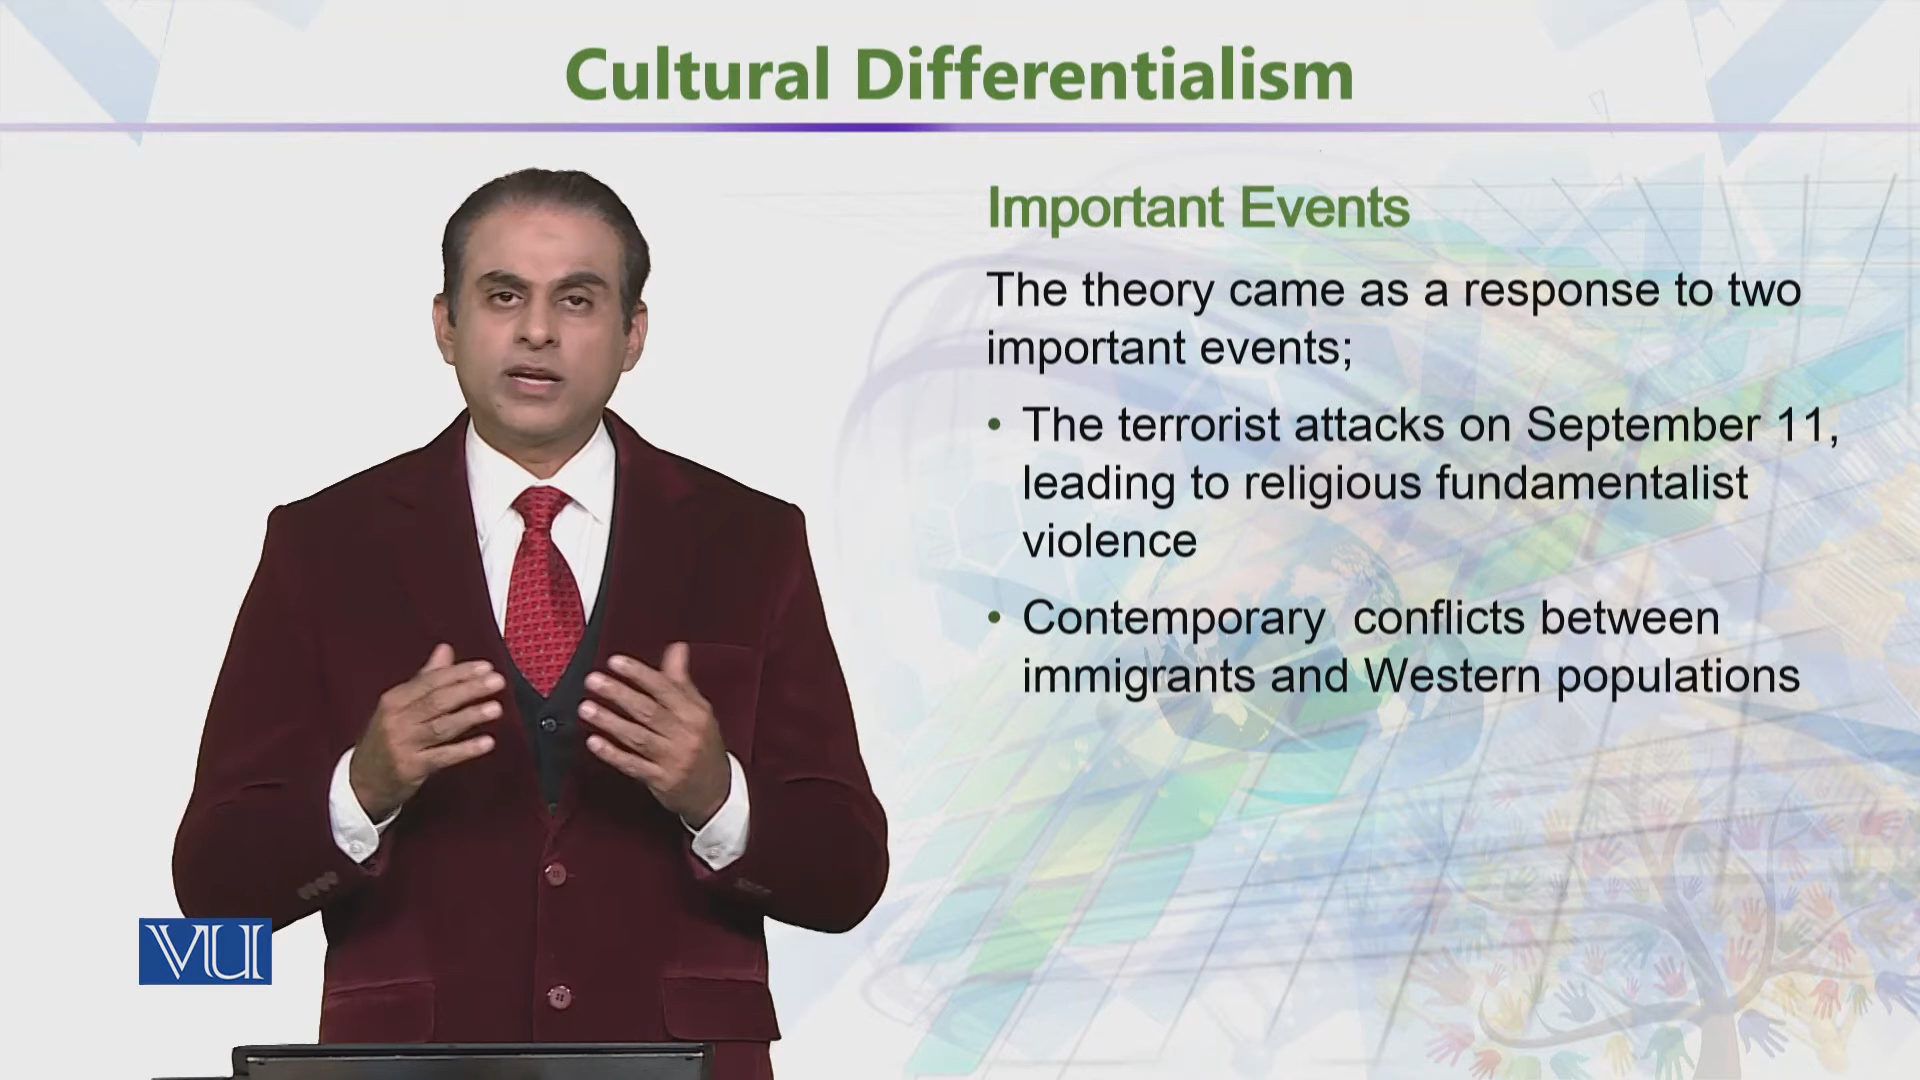 Cultural Differentialism
Important Events
The theory came as a response to two
important events;
• The terrorist attacks on September 11,
leading to religious fundamentalist
violence
• Contemporary  conflicts between
immigrants and Western populations
VU